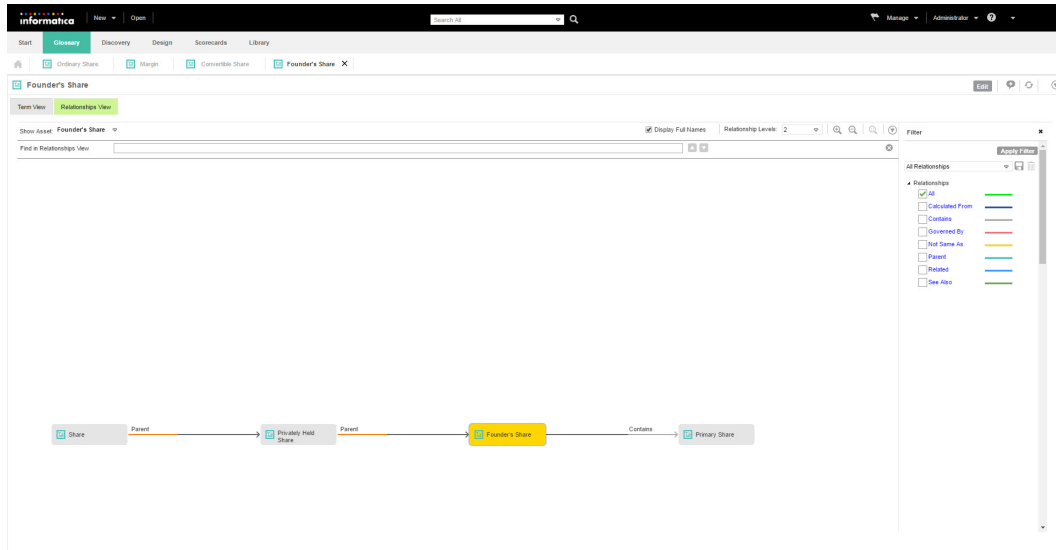 informatica New Open Search All Manage Administrator
Start Glossary Discovery Design Scorecards Library
Ordinary Share Margin Convertible Share Founder's Share X
Founder's Share Edit
Term View Relationships View
Show Asset: Founder's Share Display Full Names Relationship Levels: 2 Filter
Find in Relationships View Apply Filter
All Relationships
Relationships
All
Calculated From
Contains
Governed By
Not Same As
Parent
Related
See Also
Share Parent Privately Held Share Parent Founder's Share Contains Primary Share